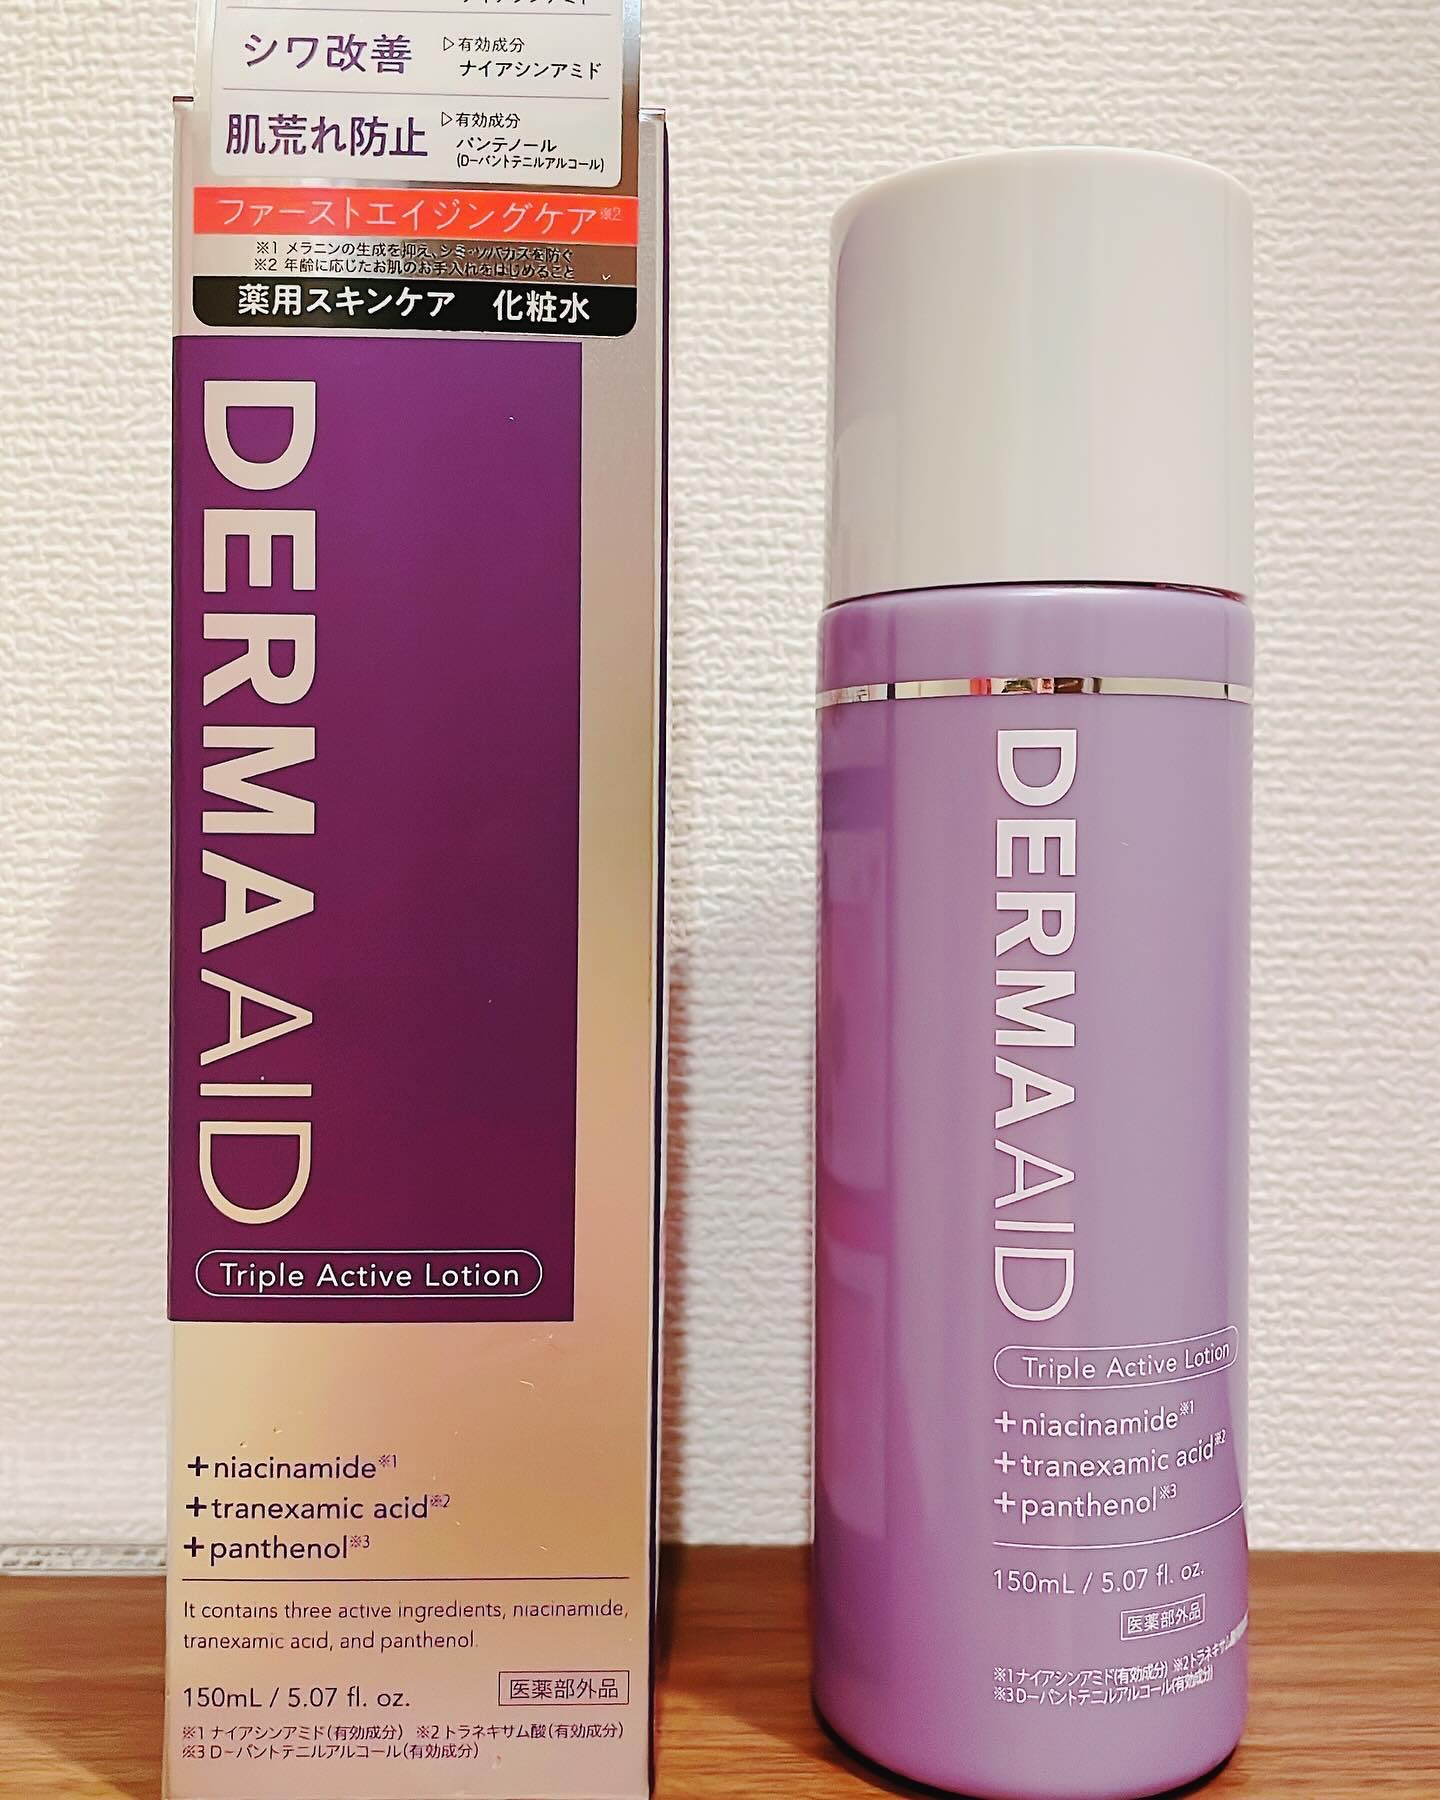 シワ改善 ▷有効成分
ナイアシンアミド
肌荒れ防止 ▷有効成分
パンテノール
(D-パントテニルアルコール)
ファーストエイジングケア※2
※1 メラニンの生成を抑え、シミ・ソバカスを防ぐ
※2 年齢に応じたお肌のお手入れをはじめること
薬用スキンケア 化粧水
DERMAAID
Triple Active Lotion
+niacinamide※1
+tranexamic acid※2
+panthenol※3
It contains three active ingredients, niacinamide,
tranexamic acid, and panthenol.
150mL / 5.07 fl. oz. 医薬部外品
※1 ナイアシンアミド(有効成分) ※2 トラネキサム酸(有効成分)
※3 D-パントテニルアルコール(有効成分)
DERMAAID
Triple Active Lotion
+niacinamide※1
+tranexamic acid※2
+panthenol※3
150mL / 5.07 fl. oz.
医薬部外品
※1ナイアシンアミド(有効成分) ※2トラネキサム
※3D-パントテニルアルコール(有効成分)